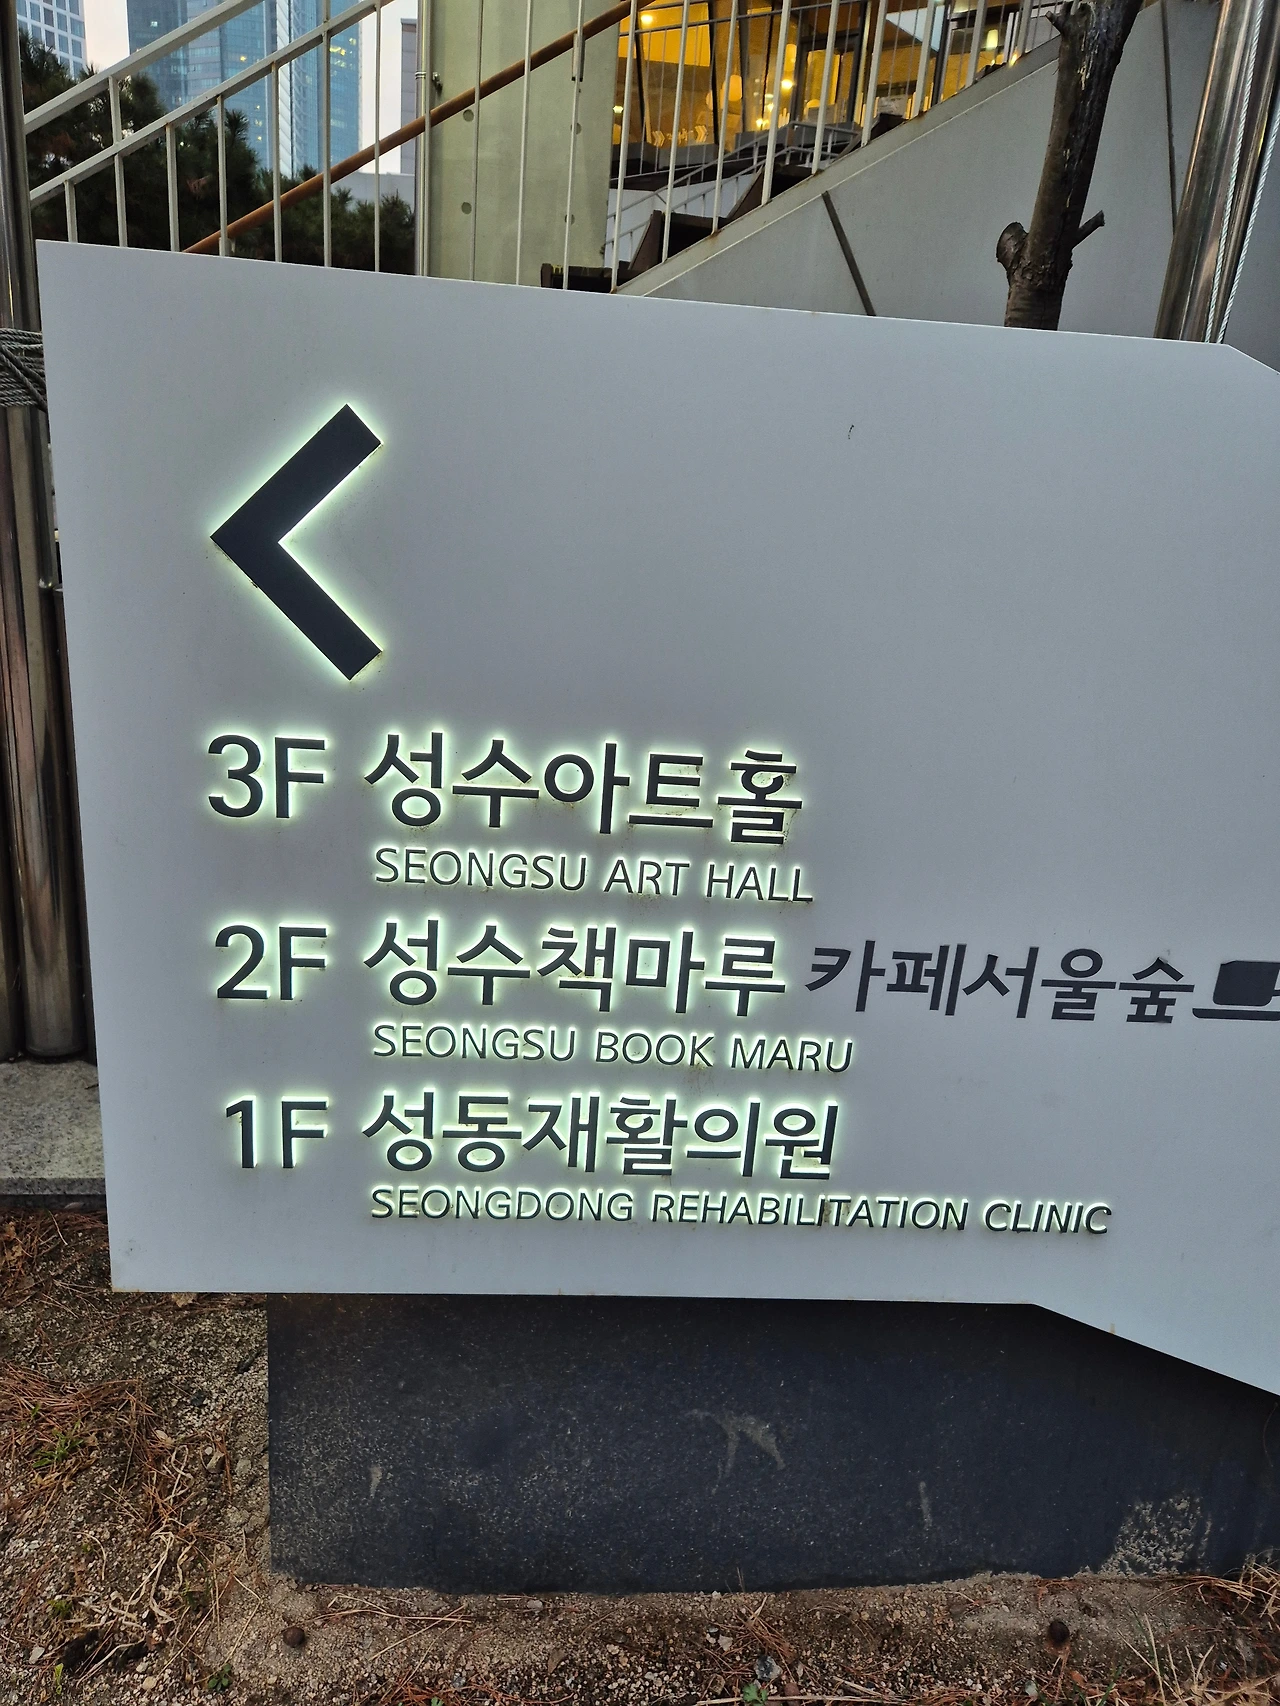 3F 성수아트홀
SEONGSU ART HALL
2F 성수책마루 카페서울숲
SEONGSU BOOK MARU
1F 성동재활의원
SEONGDONG REHABILITATION CLINIC